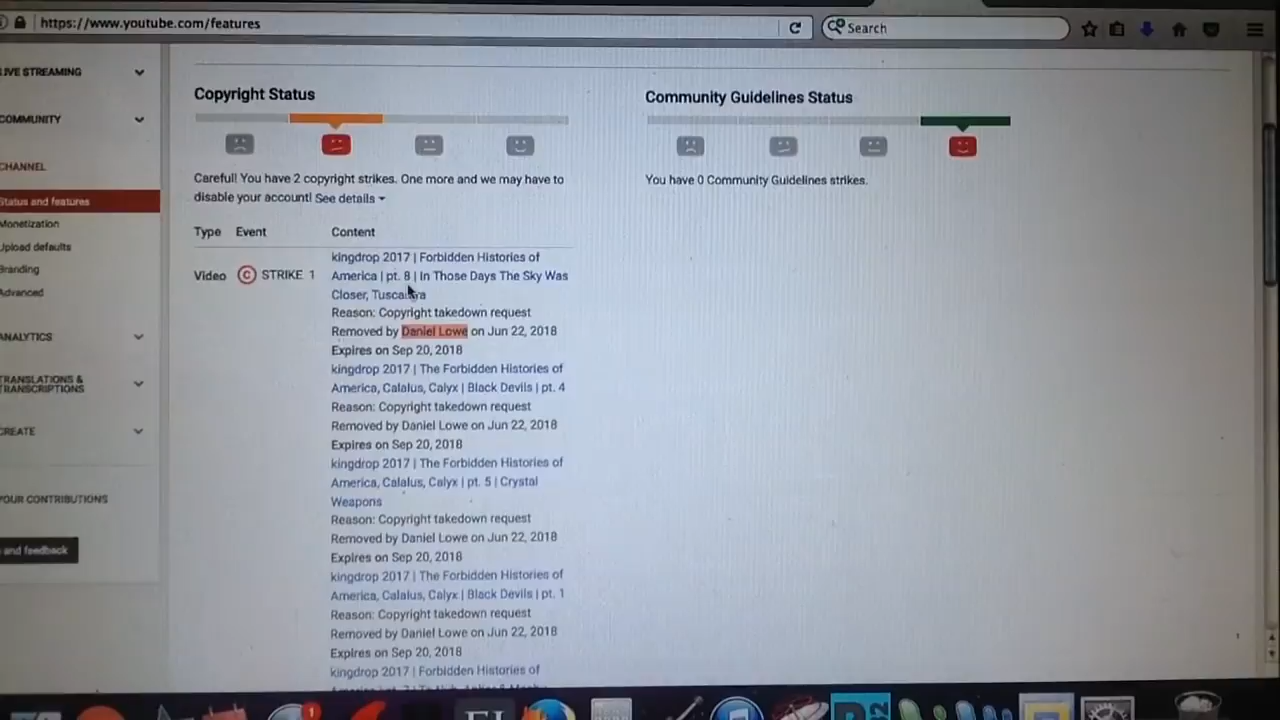 https://www.youtube.com/features
Search
LIVE STREAMING
COMMUNITY
CHANNEL
Status and features
Monetization
Upload defaults
Branding
Advanced
ANALYTICS
TRANSLATIONS &
TRANSCRIPTIONS
CREATE
YOUR CONTRIBUTIONS
and feedback
Copyright Status
Careful! You have 2 copyright strikes. One more and we may have to
disable your account! See details
Type Event Content
Video © STRIKE 1
kingdrop 2017 | Forbidden Histories of
America | pt. 8 | In Those Days The Sky Was
Closer,
Reason: Copyright takedown request
Removed by Daniel Lowe on Jun 22, 2018
Expires on Sep 20, 2018
kingdrop 2017 | The Forbidden Histories of
America, Calalus, Calyx | Black Devils | pt. 4
Reason: Copyright takedown request
Removed by Daniel Lowe on Jun 22, 2018
Expires on Sep 20, 2018
kingdrop 2017 | The Forbidden Histories of
America, Calalus, Calyx | pt. 5 | Crystal
Weapons
Reason: Copyright takedown request
Removed by Daniel Lowe on Jun 22, 2018
Expires on Sep 20, 2018
kingdrop 2017 | The Forbidden Histories of
America, Calalus, Calyx | Black Devils | pt. 1
Reason: Copyright takedown request
Removed by Daniel Lowe on Jun 22, 2018
Expires on Sep 20, 2018
kingdrop 2017 | Forbidden Histories of
Community Guidelines Status
You have 0 Community Guidelines strikes.
1